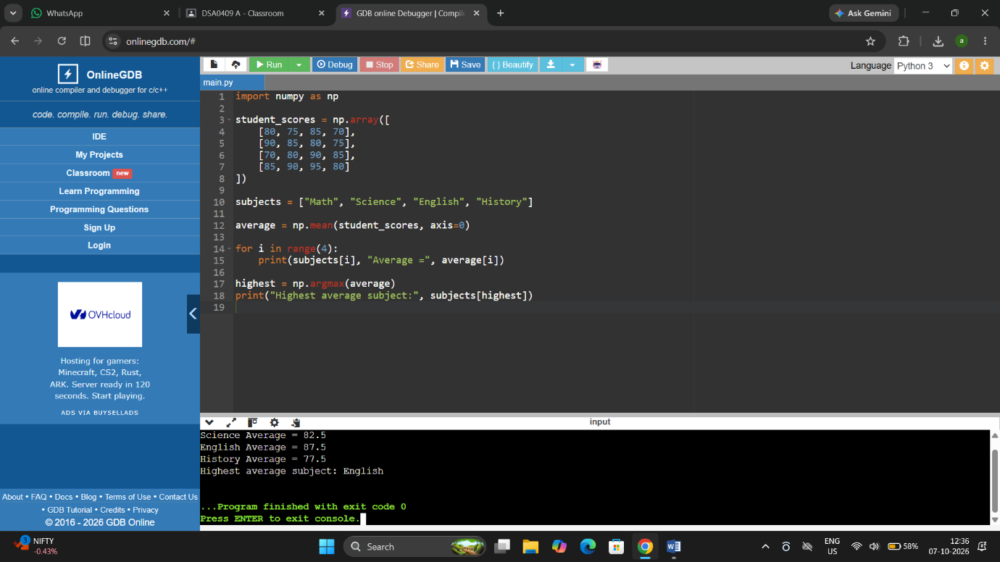 WhatsApp
DSA0409 A - Classroom
GDB online Debugger | Compil
Ask Gemini
onlinegdb.com/#
a
OnlineGDB
online compiler and debugger for c/c++
code. compile. run. debug. share.
IDE
My Projects
Classroom new
Learn Programming
Programming Questions
Sign Up
Login
OVHcloud
Hosting for gamers:
Minecraft, CS2, Rust,
ARK. Server ready in 120
seconds. Start playing.
ADS VIA BUYSELLADS
About • FAQ • Docs • Blog • Terms of Use • Contact Us
• GDB Tutorial • Credits • Privacy
© 2016 - 2026 GDB Online
Run Debug Stop Share Save { } Beautify
Language Python 3
main.py
1 import numpy as np
2
3 student_scores = np.array([
4     [80, 75, 85, 70],
5     [90, 85, 80, 75],
6     [70, 80, 90, 85],
7     [85, 90, 95, 80]
8 ])
9
10 subjects = ["Math", "Science", "English", "History"]
11
12 average = np.mean(student_scores, axis=0)
13
14 for i in range(4):
15     print(subjects[i], "Average =", average[i])
16
17 highest = np.argmax(average)
18 print("Highest average subject:", subjects[highest])
19
input
Science Average = 82.5
English Average = 87.5
History Average = 77.5
Highest average subject: English
...Program finished with exit code 0
Press ENTER to exit console.
3
NIFTY
-0.43%
Search
ENG
US
58%
12:36
07-10-2026